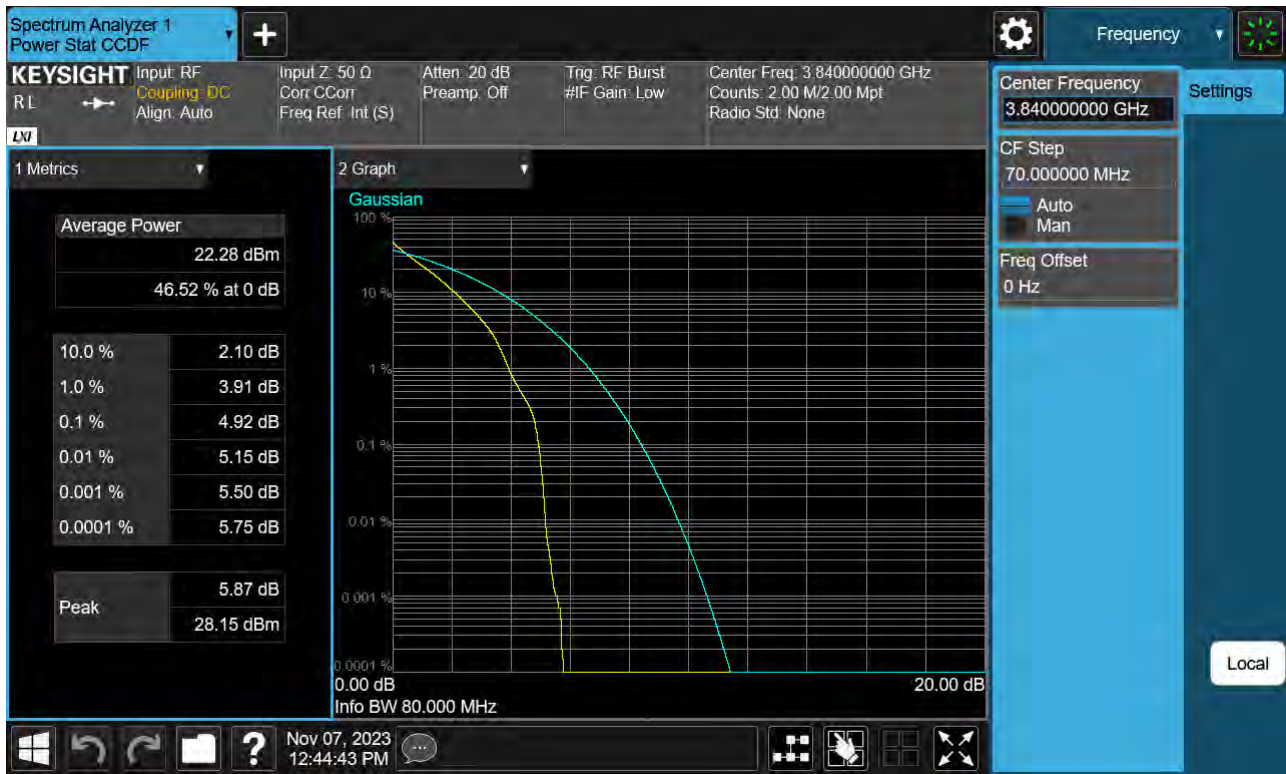 Spectrum Analyzer 1
Power Stat CCDF
Frequency
KEYSIGHT
RL
LXI
Input: RF
Coupling: DC
Align: Auto
Input Z: 50 Ω
Corr CCorr
Freq Ref: Int (S)
Atten: 20 dB
Preamp: Off
Trig: RF Burst
#IF Gain: Low
Center Freq: 3.840000000 GHz
Counts: 2.00 M/2.00 Mpt
Radio Std: None
Center Frequency
3.840000000 GHz
Settings
CF Step
70.000000 MHz
Auto
Man
Freq Offset
0 Hz
1 Metrics
Average Power
22.28 dBm
46.52 % at 0 dB
10.0 % 2.10 dB
1.0 % 3.91 dB
0.1 % 4.92 dB
0.01 % 5.15 dB
0.001 % 5.50 dB
0.0001 % 5.75 dB
Peak
5.87 dB
28.15 dBm
2 Graph
Gaussian
100 %
10 %
1 %
0.1 %
0.01 %
0.001 %
0.0001 %
0.00 dB 20.00 dB
Info BW 80.000 MHz
Local
?
Nov 07, 2023
12:44:43 PM